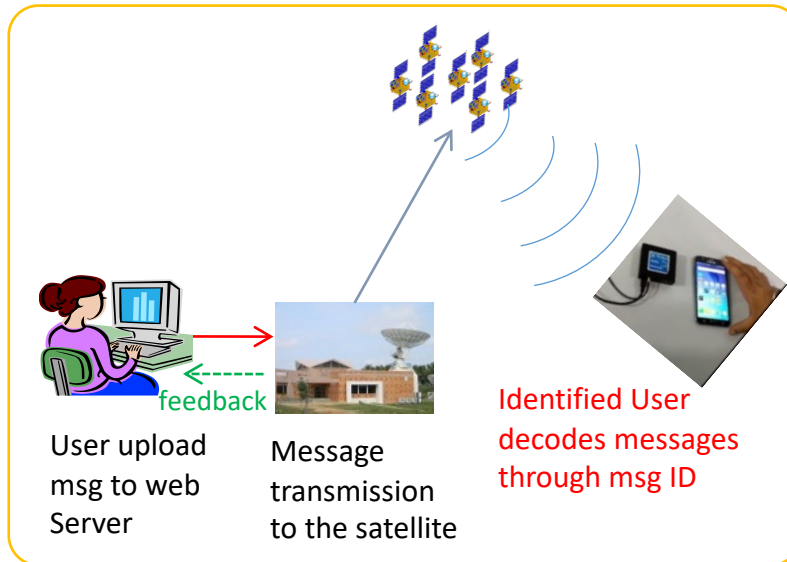 feedback
User upload
msg to web
Server
Message
transmission
to the satellite
Identified User
decodes messages
through msg ID